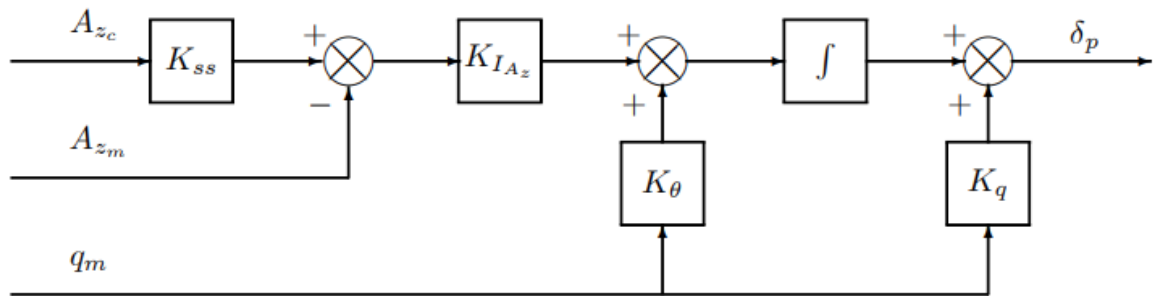 A_{z_c}
K_{ss}
+
−
K_{I_{A_z}}
+
+
∫
+
+
δ_p
A_{z_m}
K_θ
K_q
q_m